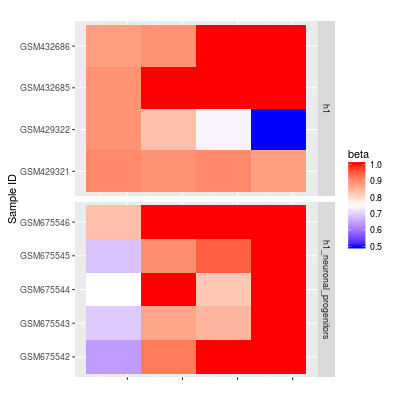 GSM432686
GSM432685
GSM429322
GSM429321
h1
GSM675546
GSM675545
GSM675544
GSM675543
GSM675542
h1_neuronal_progenitors
Sample ID
beta
1.0
0.9
0.8
0.7
0.6
0.5